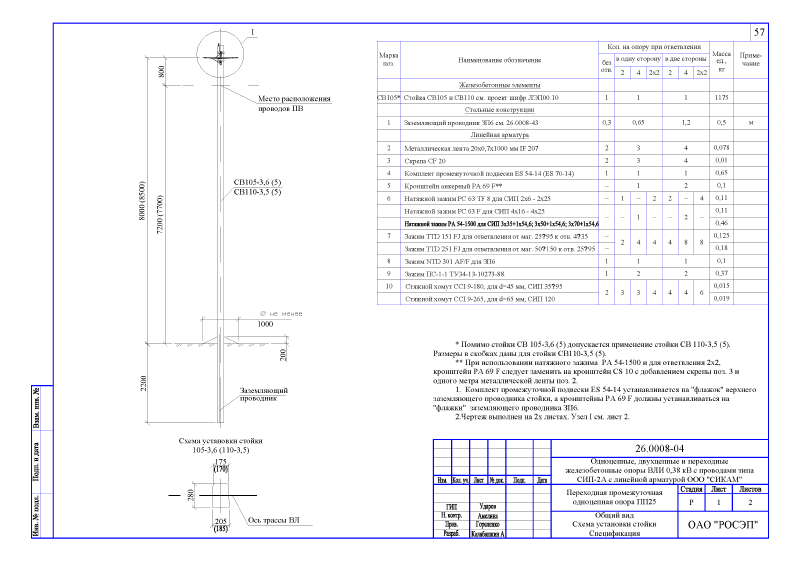 57
I
800
Место расположения
проводов ПВ
8000 (8500)
7200 (7700)
СВ105-3,6 (5)
СВ110-3,5 (5)
Ø не менее
1000
200
2200
Заземляющий
проводник
Схема установки стойки
105-3,6 (110-3,5)
175
(170)
280
205
(185)
Ось трассы ВЛ
Взам. инв. №
Подп. и дата
Инв. № подл.
Марка поз. Наименование обозначение Кол. на опору при ответвлении Масса ед., кг Приме- чание
без отв. в одну сторону в две стороны
2 4 2х2 2 4 2х2
Железобетонные элементы
СВ105* Стойка СВ105 и СВ110 см. проект шифр ЛЭП00.10 1 1 1 1175
Стальные конструкции
1 Заземляющий проводник ЗП6 см. 26.0008-43 0,3 0,65 1,2 0,5 м
Линейная арматура
2 Металлическая лента 20х0,7х1000 мм IF 207 2 3 4 0,078
3 Скрепа CF 20 2 3 4 0,01
4 Комплект промежуточной подвески ES 54-14 (ES 70-14) 1 1 1 0,65
5 Кронштейн анкерный PA 69 F** – 1 2 0,1
6 Натяжной зажим PC 63 TF 8 для СИП 2х6 - 2х25 – 1 – 2 2 – 4 0,11
Натяжной зажим PC 63 F для СИП 4х16 - 4х25 – – 1 – – 2 – 0,11
Натяжной зажим PA 54-1500 для СИП 3х35+1х54,6; 3х50+1х54,6; 3х70+1х54,6 0,46
7 Зажим TTD 151 FJ для ответвления от маг. 25?95 к отв. 4?35 – 2 4 4 4 8 8 0,125
Зажим TTD 251 FJ для ответвления от маг. 50?150 к отв. 25?95 – 0,18
8 Зажим NTD 301 AF/F для ЗП6 1 1 1 0,1
9 Зажим ПС-1-1 ТУ34-13-10273-88. 1 2 2 0,37
10 Стяжной хомут CCI 9-180, для d=45 мм, СИП 35?95 2 3 3 4 4 4 6 0,015
Стяжной хомут CCI 9-265, для d=65 мм, СИП 120 0,019
* Помимо стойки СВ 105-3,6 (5) допускается применение стойки СВ 110-3,5 (5).
Размеры в скобках даны для стойки СВ110-3,5 (5).
** При использовании натяжного зажима PA 54-1500 и для ответвления 2х2,
кронштейн PA 69 F следует заменить на кронштейн CS 10 с добавлением скрепы поз. 3 и
одного метра металлической ленты поз. 2.
1. Комплект промежуточной подвески ES 54-14 устанавливается на "флажок" верхнего
заземляющего проводника стойки, а кронштейны PA 69 F должны устанавливаться на
"флажки" заземляющего проводника ЗП6.
2.Чертеж выполнен на 2х листах. Узел I см. лист 2.
26.0008-04
Одноцепные, двухцепные и переходные
железобетонные опоры ВЛИ 0,38 кВ с проводами типа
СИП-2А с линейной арматурой ООО "СИКАМ"
Изм. Кол. уч. Лист № док. Подп. Дата
Переходная промежуточная
одноцепная опора ПП25
Стадия Лист Листов
Р 1 2
ГИП Ударов
Н. контр. Амелина
Пров. Гореленко
Разраб. Калабашкин А
Общий вид
Схема установки стойки
Спецификация
ОАО "РОСЭП"